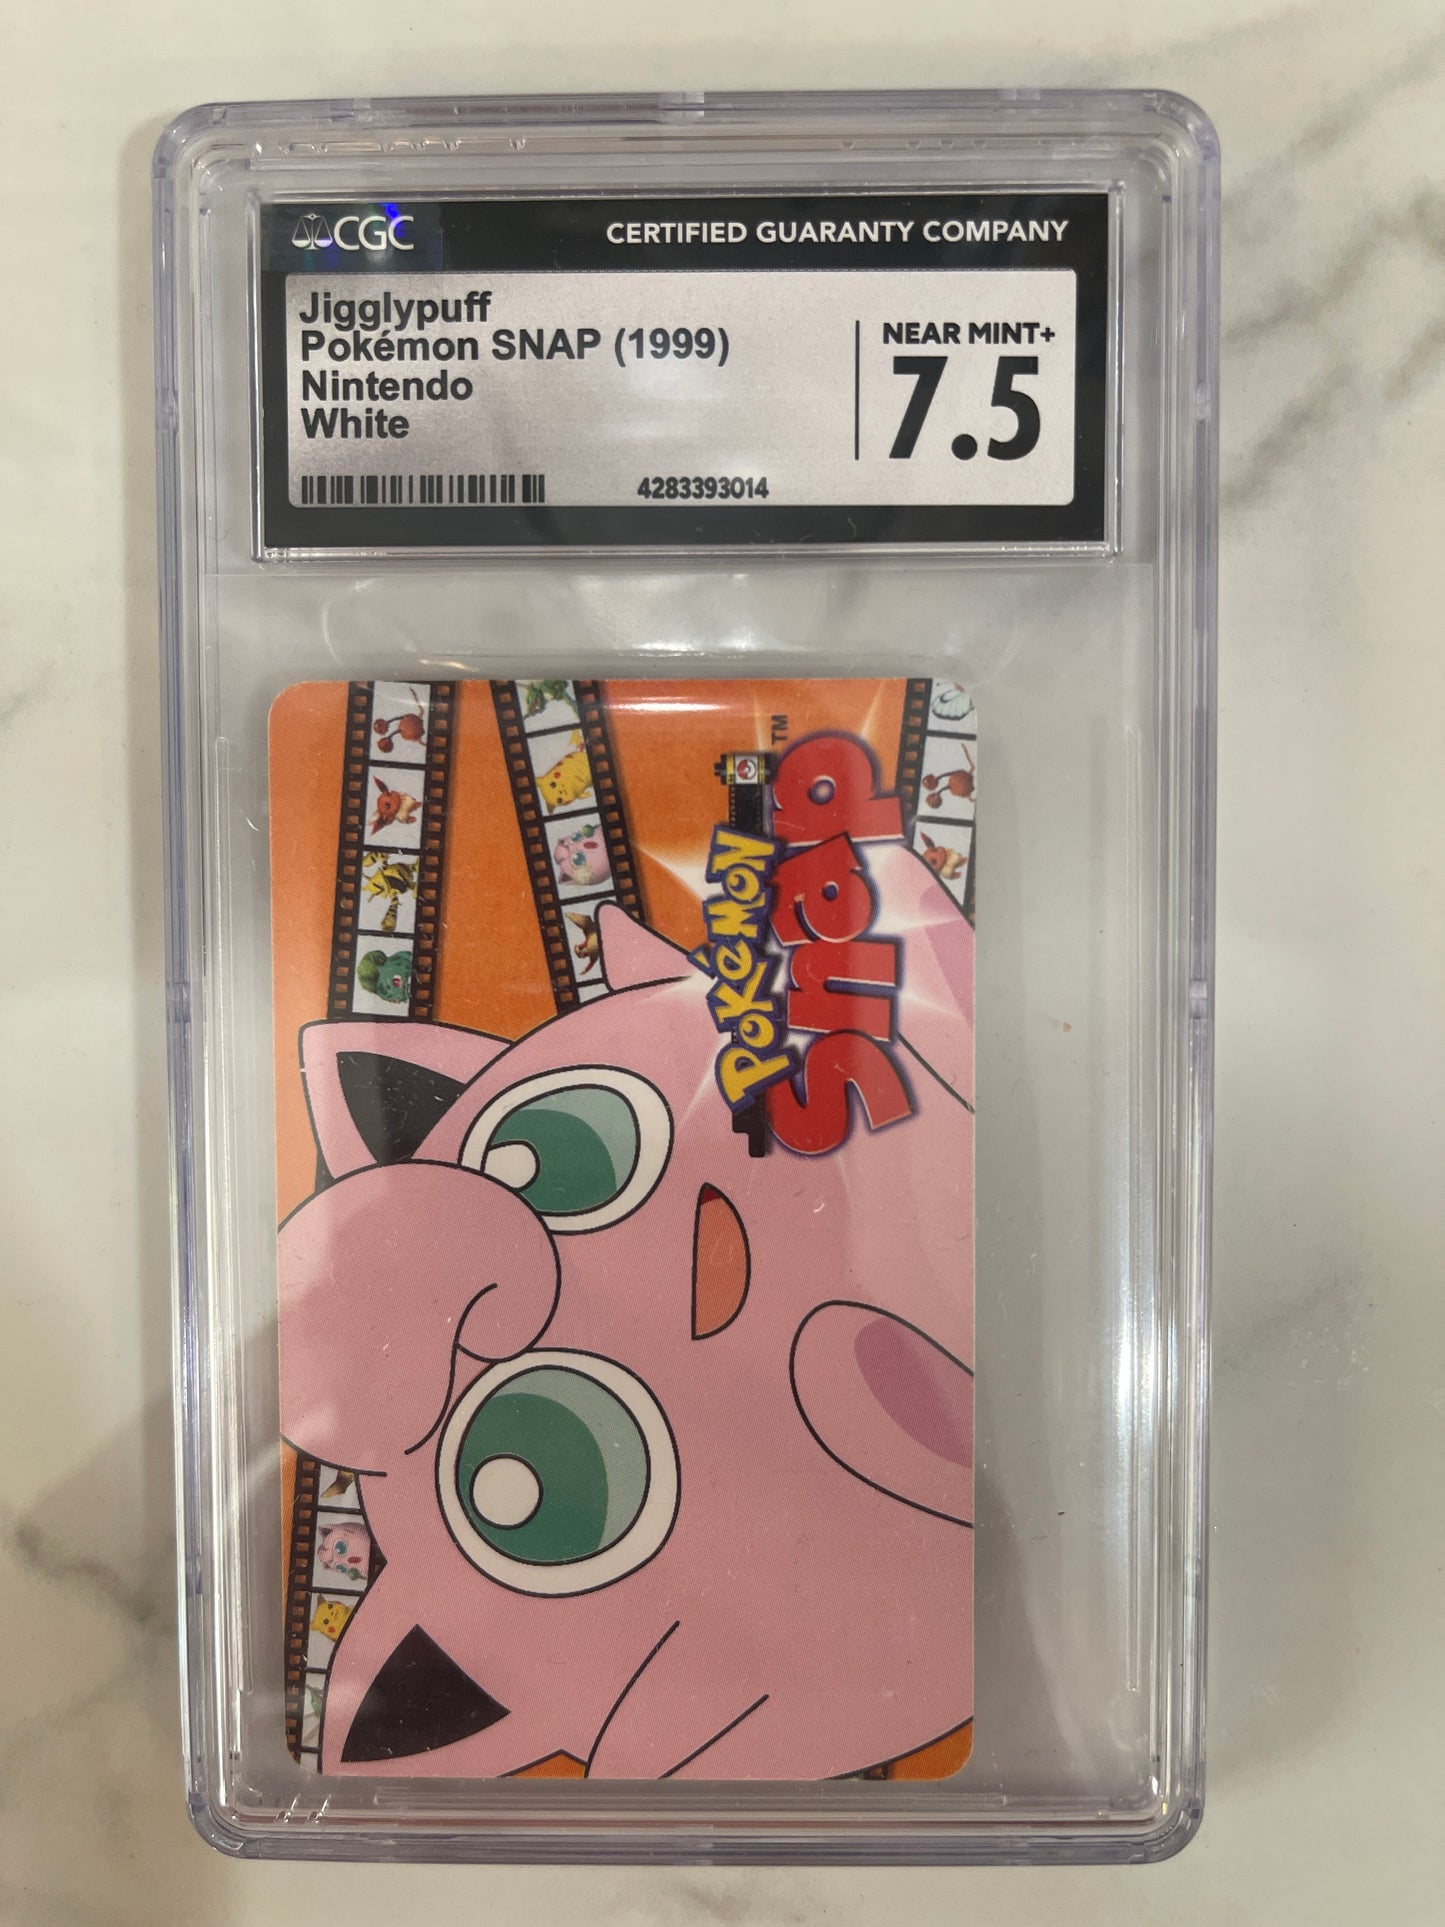 CGC
CERTIFIED GUARANTY COMPANY
Jigglypuff
Pokémon SNAP (1999)
Nintendo
White
NEAR MINT+
7.5
4283393014
POKéMON
Snap
TM